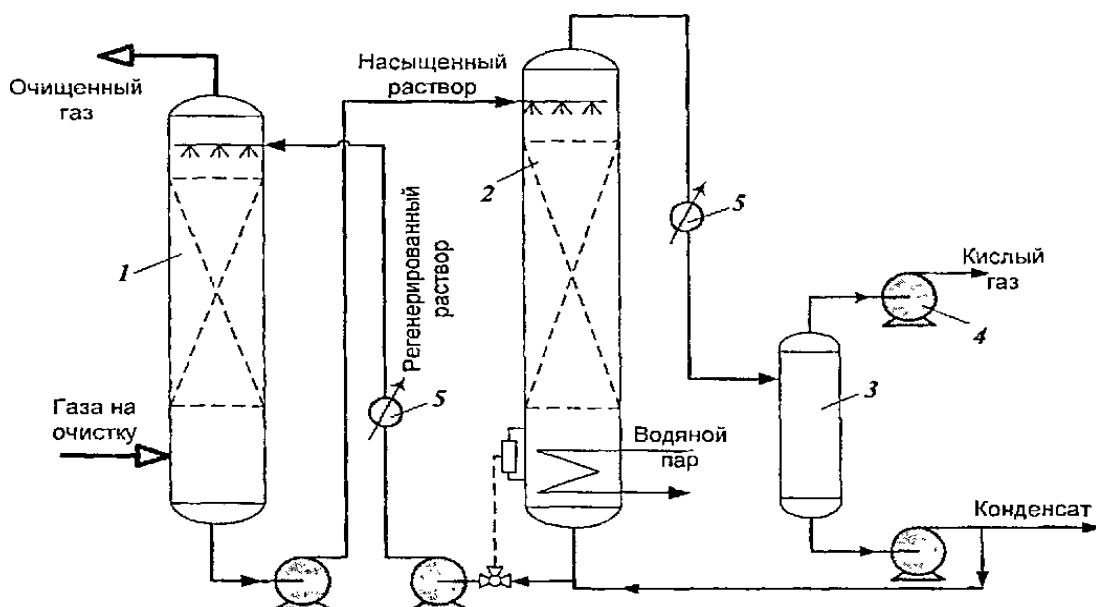 Очищенный
газ
Насыщенный
раствор
1
2
5
Регенерированный
раствор
5
Кислый
газ
4
3
Газа на
очистку
Водяной
пар
Конденсат